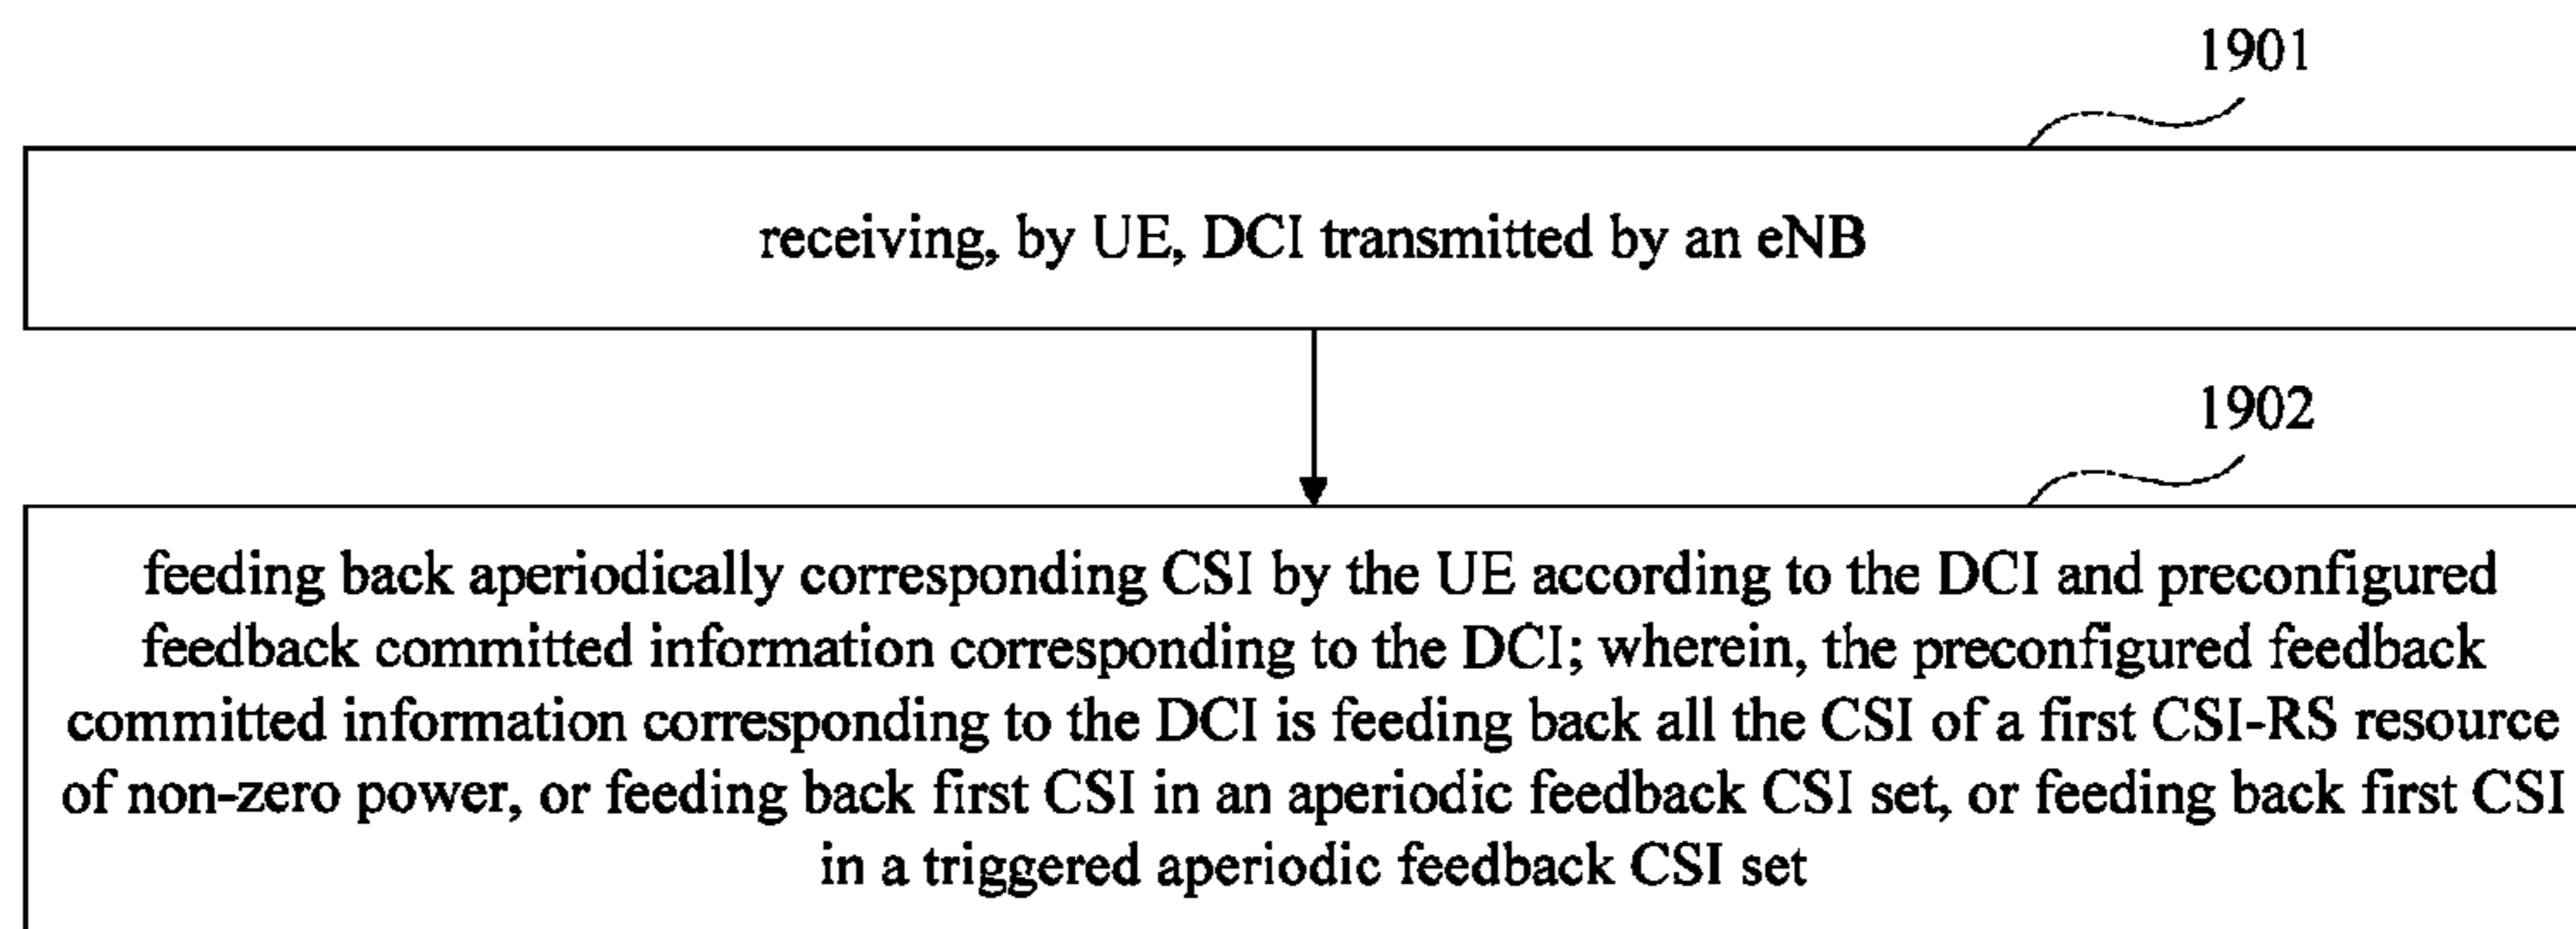 1901
receiving, by UE, DCI transmitted by an eNB
1902
feeding back aperiodically corresponding CSI by the UE according to the DCI and preconfigured
feedback committed information corresponding to the DCI; wherein, the preconfigured feedback
committed information corresponding to the DCI is feeding back all the CSI of a first CSI-RS resource
of non-zero power, or feeding back first CSI in an aperiodic feedback CSI set, or feeding back first CSI
in a triggered aperiodic feedback CSI set